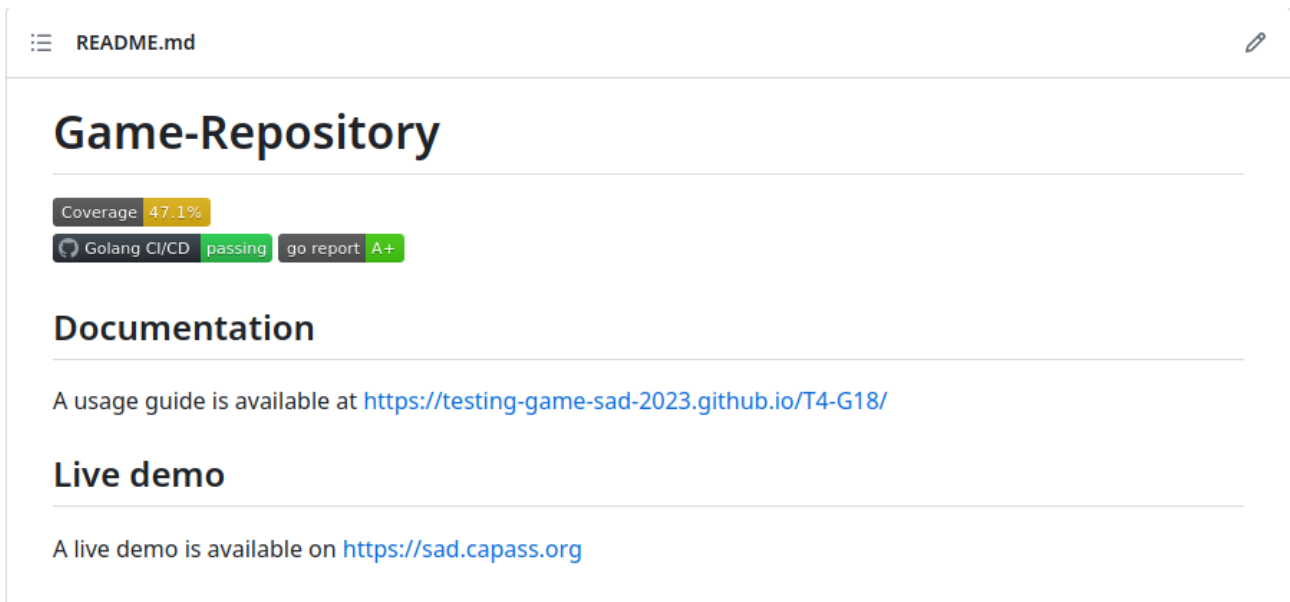 README.md
Game-Repository
Coverage 47.1%
Golang CI/CD passing go report A+
Documentation
A usage guide is available at https://testing-game-sad-2023.github.io/T4-G18/
Live demo
A live demo is available on https://sad.capass.org